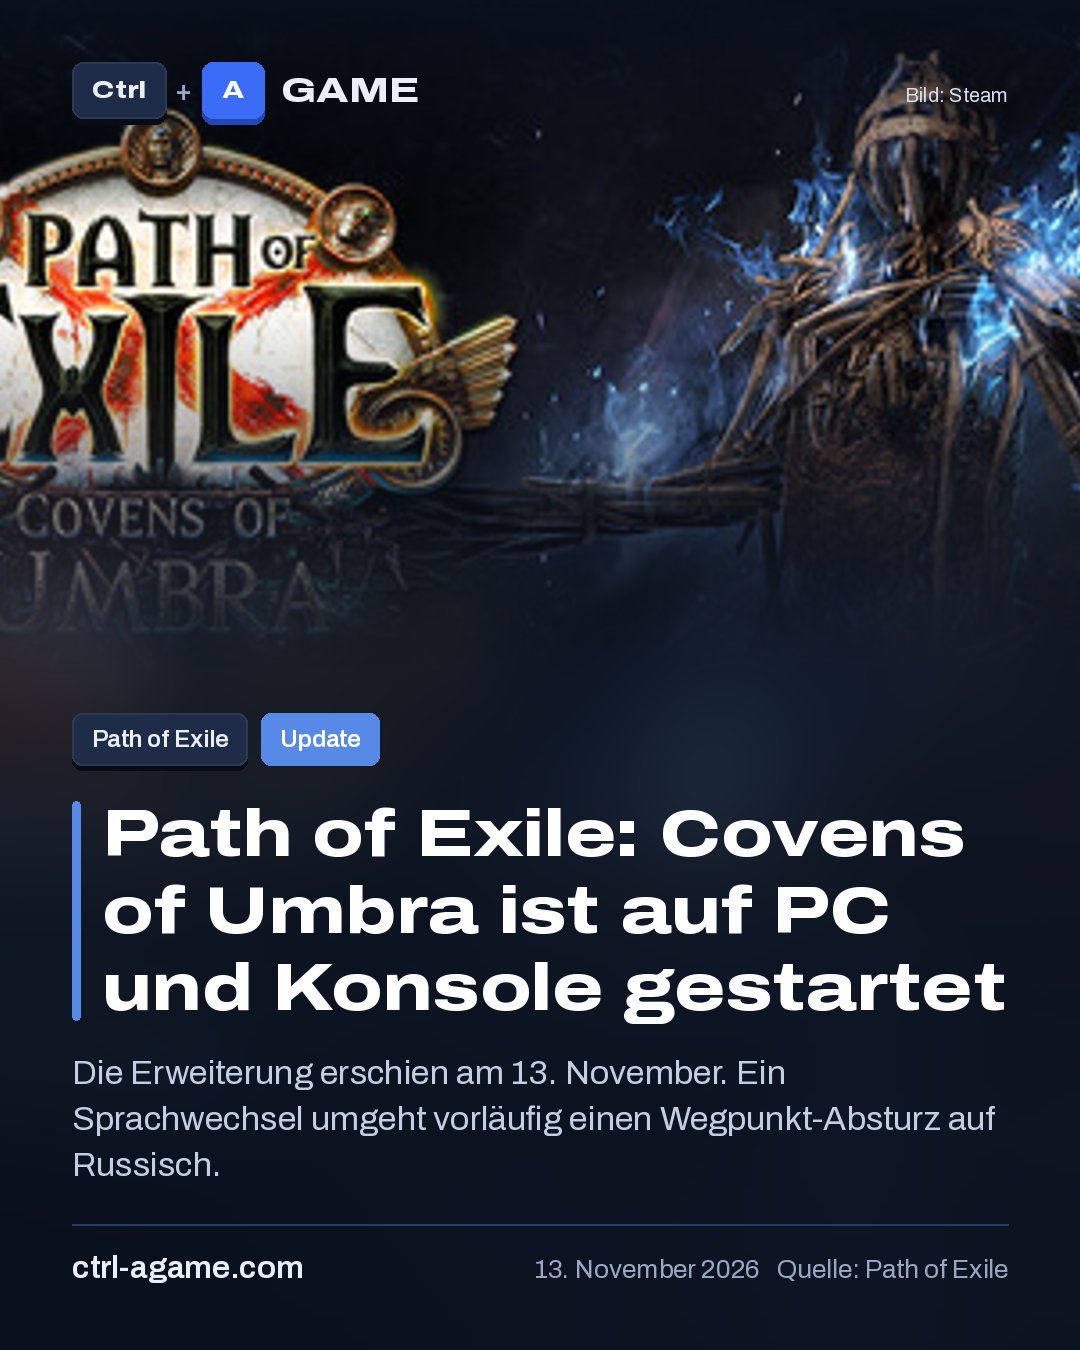 Ctrl + A GAME
Bild: Steam
PATH OF
EXILE
COVENS OF
UMBRA
Path of Exile
Update
Path of Exile: Covens
of Umbra ist auf PC
und Konsole gestartet
Die Erweiterung erschien am 13. November. Ein
Sprachwechsel umgeht vorläufig einen Wegpunkt-Absturz auf
Russisch.
ctrl-agame.com
13. November 2026 Quelle: Path of Exile